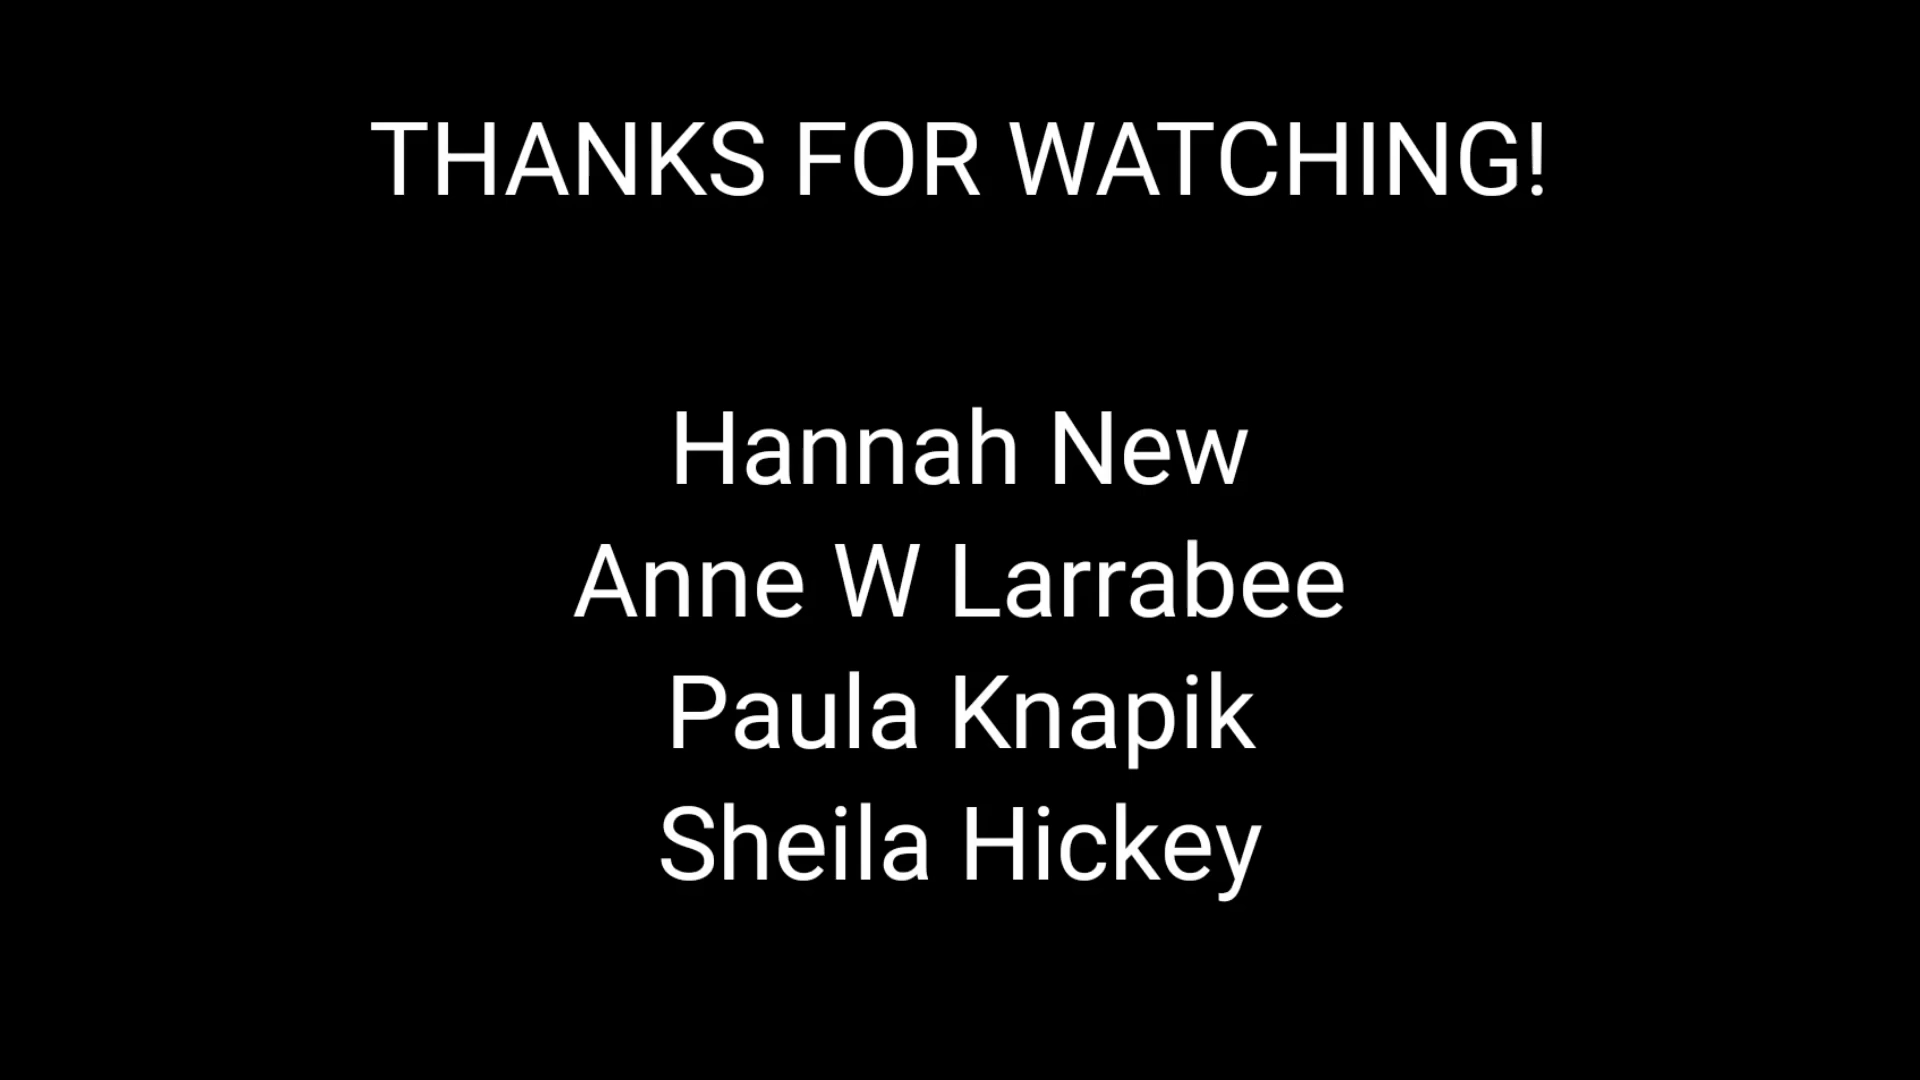 THANKS FOR WATCHING!
Hannah New
Anne W Larrabee
Paula Knapik
Sheila Hickey